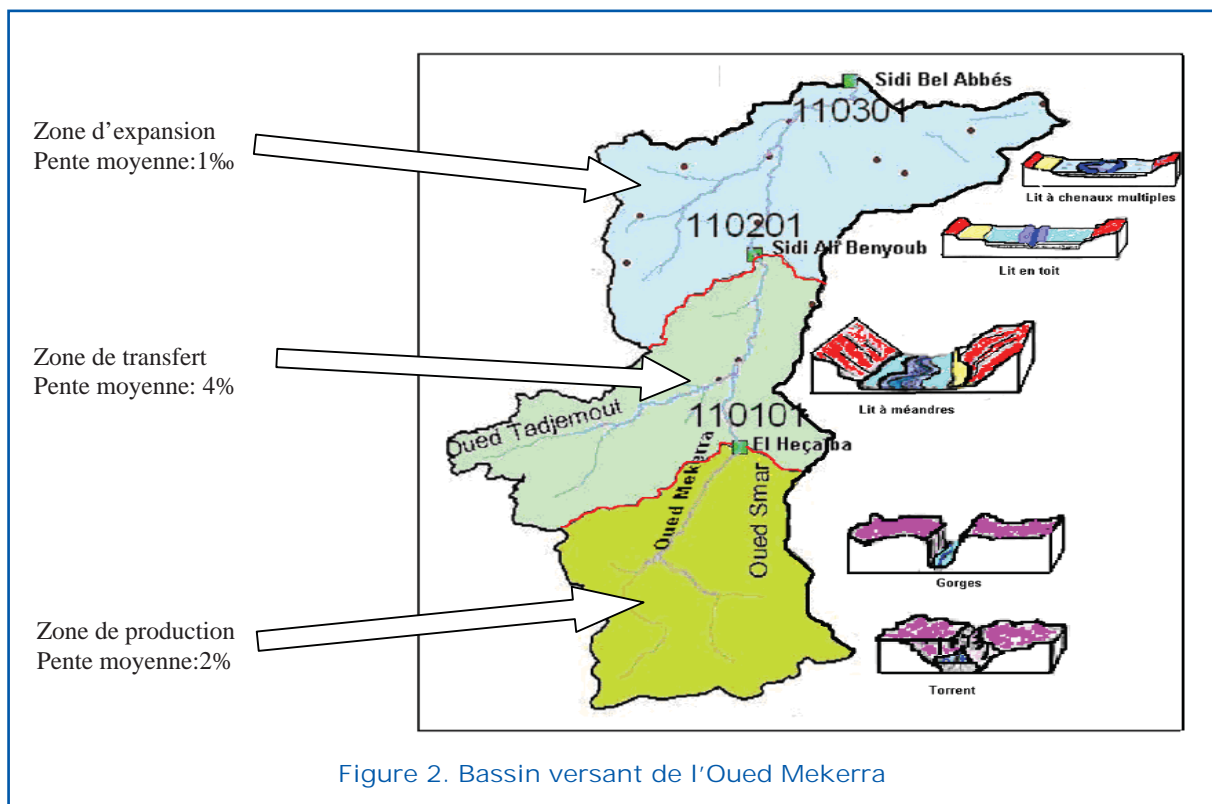 Sidi Bel Abbés
110301
Zone d'expansion
Pente moyenne:1‰
Lit à chenaux multiples
110201
Sidi Ali Benyoub
Lit en toit
Zone de transfert
Pente moyenne: 4%
Lit à méandres
Oued Tadjemout
110101
El Heçaiba
Oued Mekerra
Oued Smar
Gorges
Zone de production
Pente moyenne:2%
Torrent
Figure 2. Bassin versant de l'Oued Mekerra